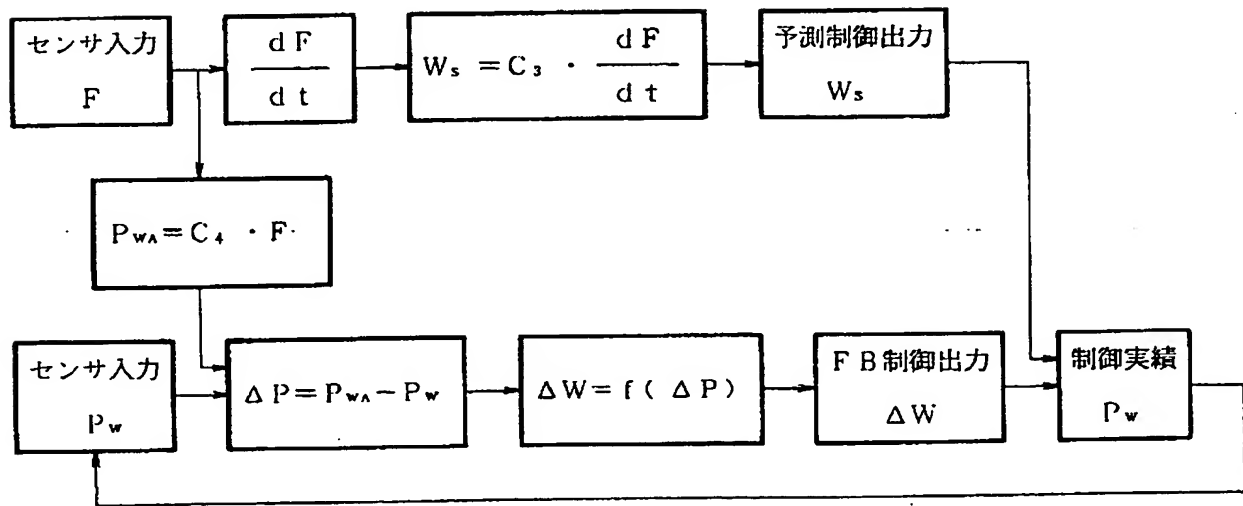 センサ入力
F
dF
dt
Ws = C3 ・ dF
dt
予測制御出力
Ws
PWA = C4 ・ F
センサ入力
Pw
ΔP = PWA − Pw
ΔW = f ( ΔP )
FB制御出力
ΔW
制御実績
Pw